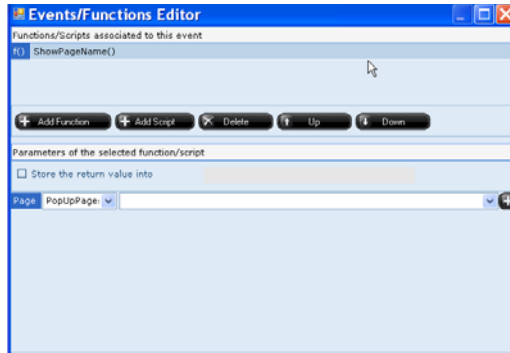 Events/Functions Editor
Functions/Scripts associated to this event
f() ShowPageName()
Add Function Add Script Delete Up Down
Parameters of the selected function/script
Store the return value into
Page PopUpPage: